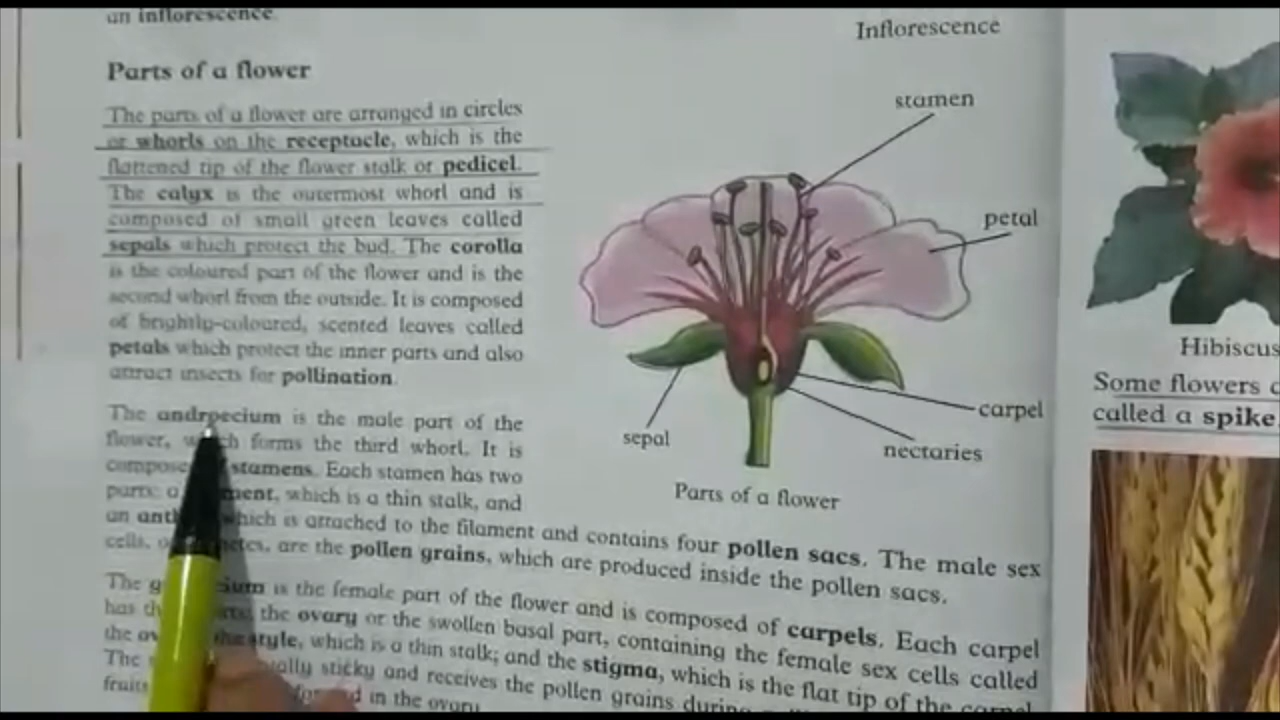 an inflorescence.
Parts of a flower
The parts of a flower are arranged in circles
or whorls on the receptacle, which is the
flattened tip of the flower stalk or pedicel.
The calyx is the outermost whorl and is
composed of small green leaves called
sepals which protect the bud. The corolla
is the coloured part of the flower and is the
second whorl from the outside. It is composed
of brightly-coloured, scented leaves called
petals which protect the inner parts and also
attract insects for pollination.
The androecium is the male part of the
flower, which forms the third whorl. It is
stamens. Each stamen has two
parts: a which is a thin stalk, and
an which is attached to the filament and contains four pollen sacs. The male sex
cells, are the pollen grains, which are produced inside the pollen sacs.
The is the female part of the flower and is composed of carpels. Each carpel
has the ovary or the swollen basal part, containing the female sex cells called
the style, which is a thin stalk; and the stigma, which is the flat tip of the carpel.
The sticky and receives the pollen grains during
fruits in the ovary.
Inflorescence
stamen
petal
carpel
nectaries
sepal
Parts of a flower
Hibiscus
Some flowers
called a spike.